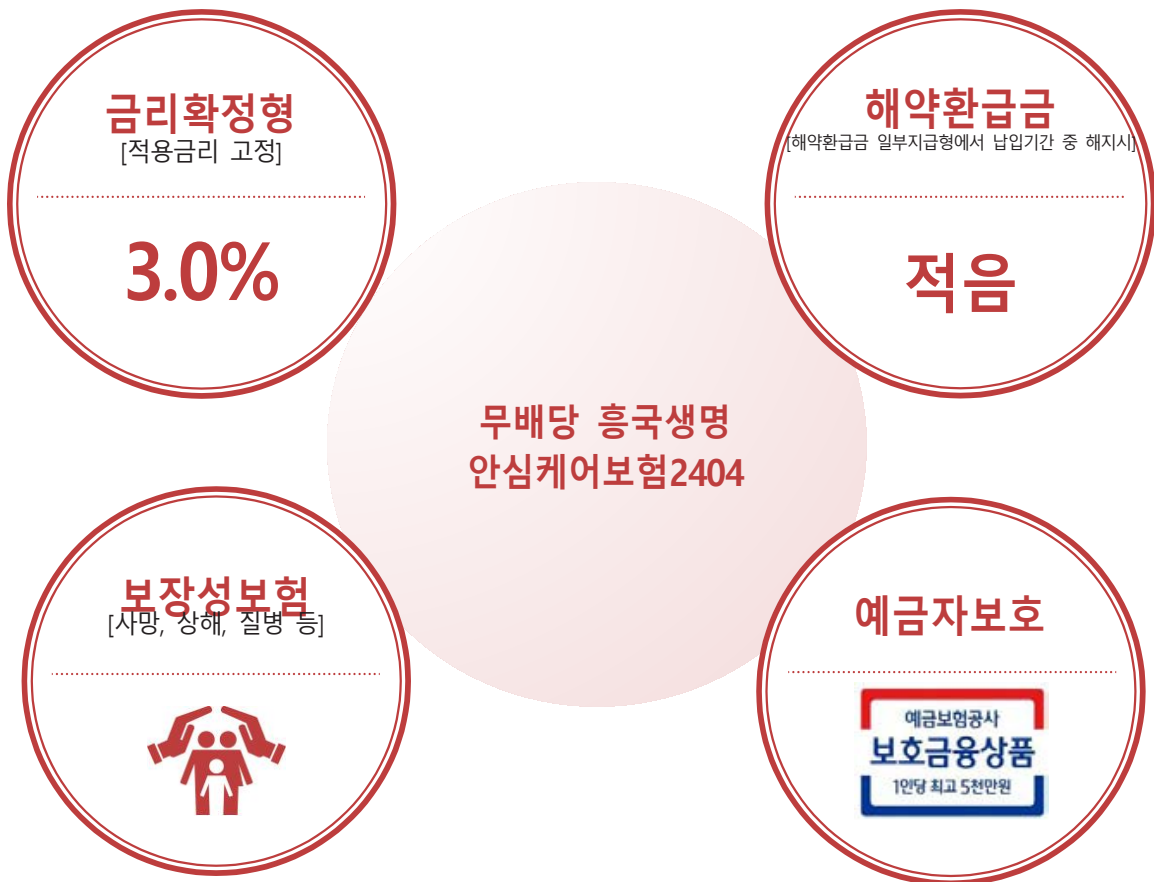 금리확정형
[적용금리 고정]
3.0%
해약환급금
[해약환급금 일부지급형에서 납입기간 중 해지시]
적음
무배당 흥국생명
안심케어보험2404
보장성보험
[사망, 상해, 질병 등]
예금자보호
예금보험공사
보호금융상품
1인당 최고 5천만원